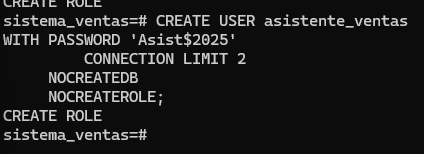 CREATE ROLE
sistema_ventas=# CREATE USER asistente_ventas
WITH PASSWORD 'Asist$2025'
CONNECTION LIMIT 2
NOCREATEDB
NOCREATEROLE;
CREATE ROLE
sistema_ventas=#